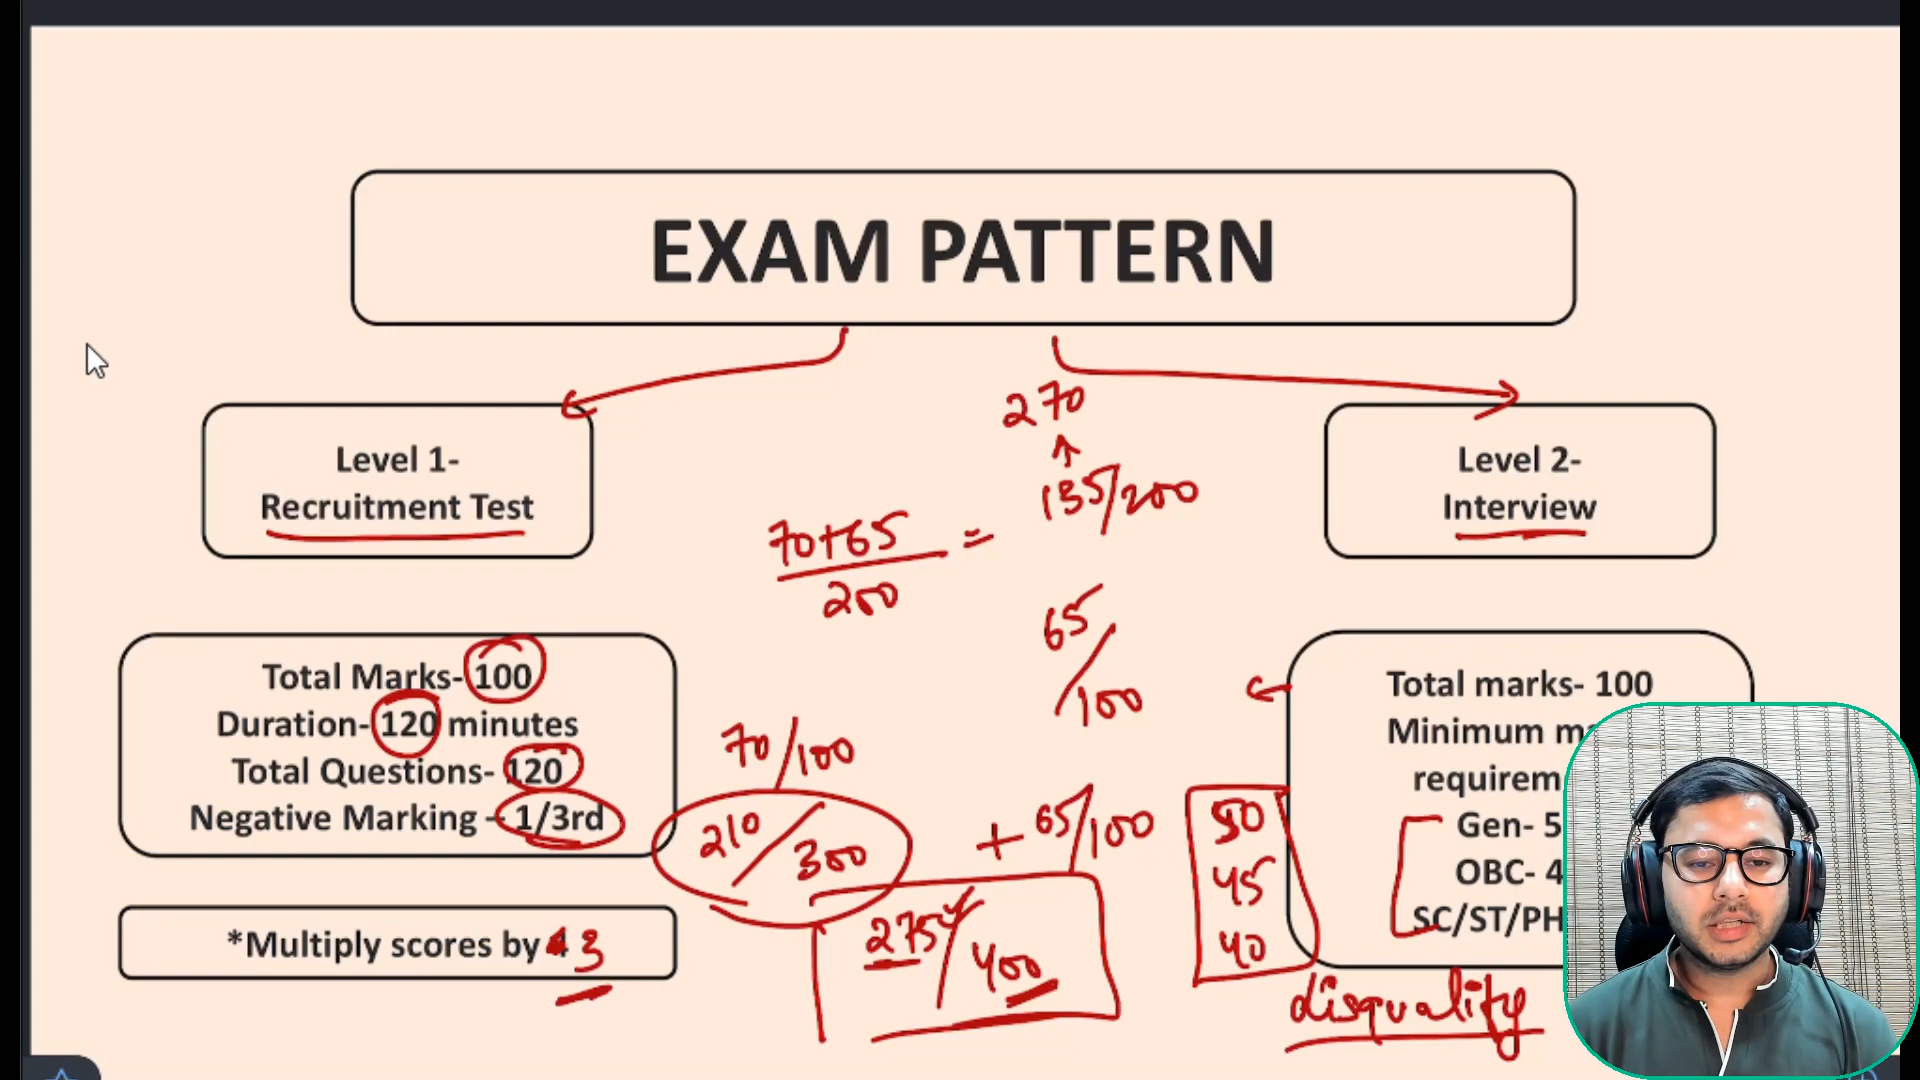 EXAM PATTERN
Level 1-
Recruitment Test
270
↑
135/200
70+65
200
=
Level 2-
Interview
65
/
100
Total Marks- 100
Duration- 120 minutes
Total Questions- 120
Negative Marking - 1/3rd
70/100
210/300
+ 65/100
275/400
*Multiply scores by
3
Total marks- 100
Minimum
Gen- 5
OBC- 4
SC/ST/PH
50
45
40
disqualify